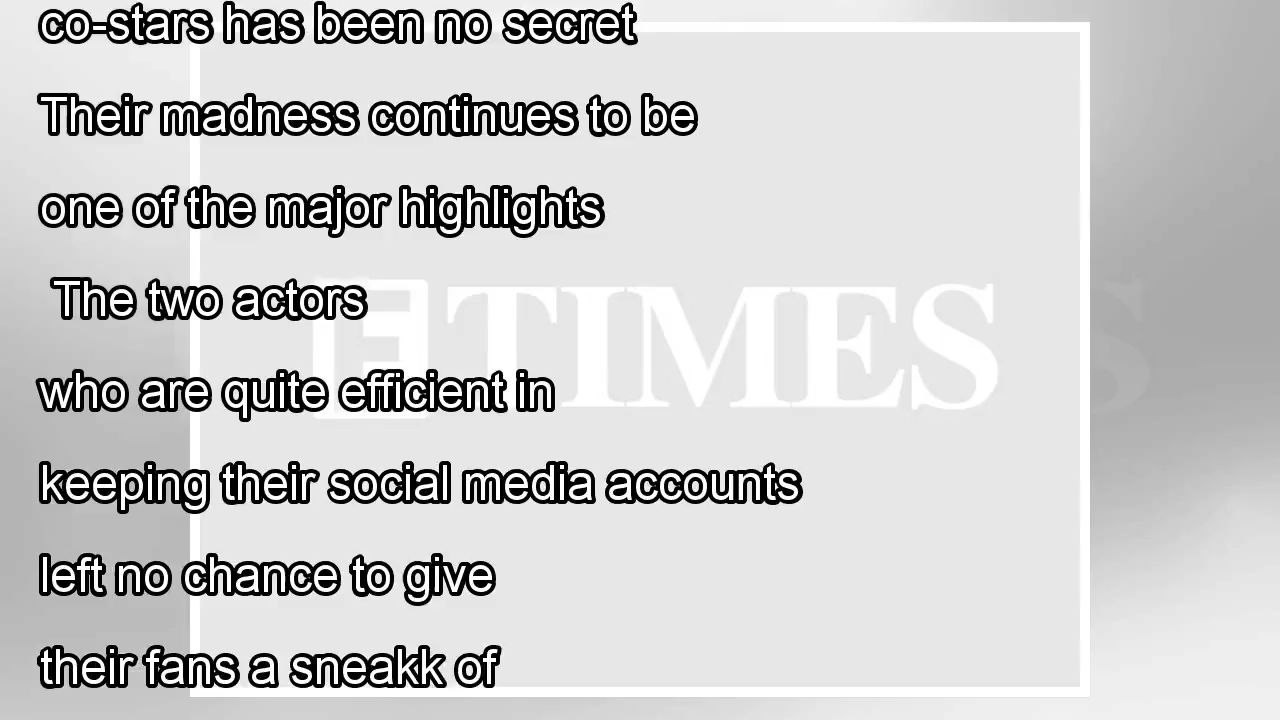 co-stars has been no secret
Their madness continues to be
one of the major highlights
The two actors
ETIMES
who are quite efficient in
keeping their social media accounts
left no chance to give
their fans a sneakk of